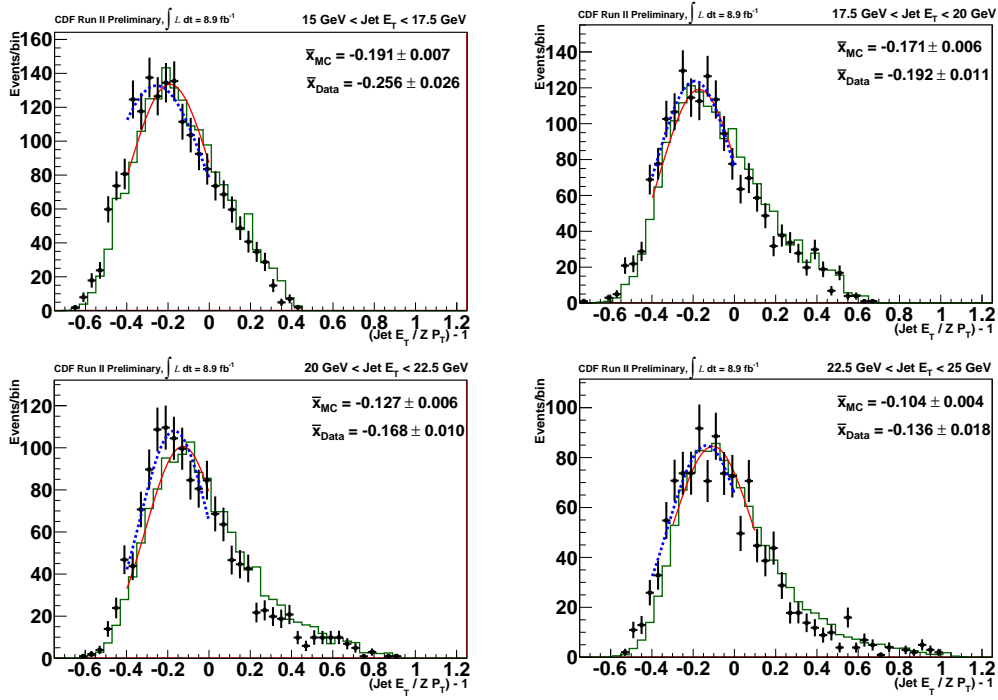 CDF Run II Preliminary, ∫ L dt = 8.9 fb⁻¹ 15 GeV < Jet E_T < 17.5 GeV
Events/bin
x̄_MC = -0.191 ± 0.007
x̄_Data = -0.256 ± 0.026
160
140
120
100
80
60
40
20
0
-0.6 -0.4 -0.2 0 0.2 0.4 0.6 0.8 1 1.2
(Jet E_T / Z P_T) - 1
CDF Run II Preliminary, ∫ L dt = 8.9 fb⁻¹ 17.5 GeV < Jet E_T < 20 GeV
Events/bin
x̄_MC = -0.171 ± 0.006
x̄_Data = -0.192 ± 0.011
140
120
100
80
60
40
20
0
-0.6 -0.4 -0.2 0 0.2 0.4 0.6 0.8 1 1.2
(Jet E_T / Z P_T) - 1
CDF Run II Preliminary, ∫ L dt = 8.9 fb⁻¹ 20 GeV < Jet E_T < 22.5 GeV
Events/bin
x̄_MC = -0.127 ± 0.006
x̄_Data = -0.168 ± 0.010
120
100
80
60
40
20
0
-0.6 -0.4 -0.2 0 0.2 0.4 0.6 0.8 1 1.2
(Jet E_T / Z P_T) - 1
CDF Run II Preliminary, ∫ L dt = 8.9 fb⁻¹ 22.5 GeV < Jet E_T < 25 GeV
Events/bin
x̄_MC = -0.104 ± 0.004
x̄_Data = -0.136 ± 0.018
100
80
60
40
20
0
-0.6 -0.4 -0.2 0 0.2 0.4 0.6 0.8 1 1.2
(Jet E_T / Z P_T) - 1